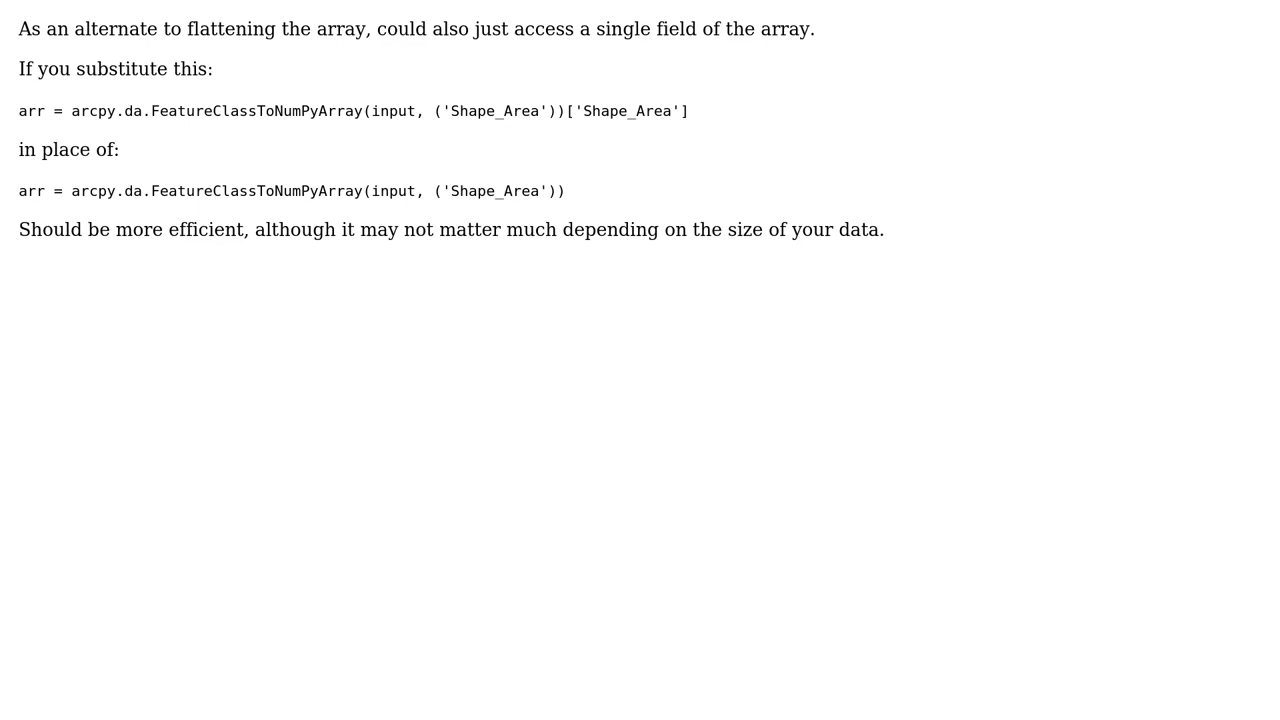 As an alternate to flattening the array, could also just access a single field of the array.
If you substitute this:
arr = arcpy.da.FeatureClassToNumPyArray(input, ('Shape_Area'))['Shape_Area']
in place of:
arr = arcpy.da.FeatureClassToNumPyArray(input, ('Shape_Area'))
Should be more efficient, although it may not matter much depending on the size of your data.